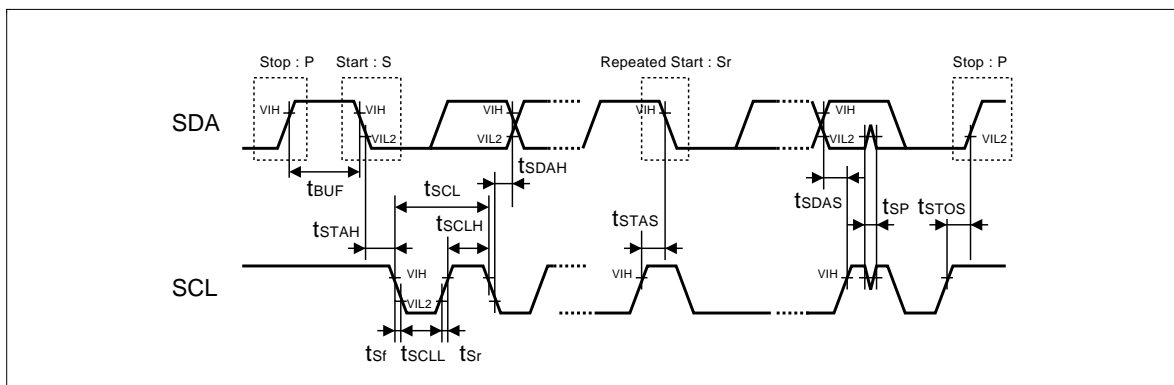 Stop : P Start : S Repeated Start : Sr Stop : P
SDA VIH VIH VIL2 VIH VIL2 VIH VIH VIL2 VIL2
tBUF tSCL tSDAH tSDAS tSP tSTOS
tSTAH tSCLH tSTAS
SCL VIH VIL2 VIH VIH
tSf tSCLL tSr